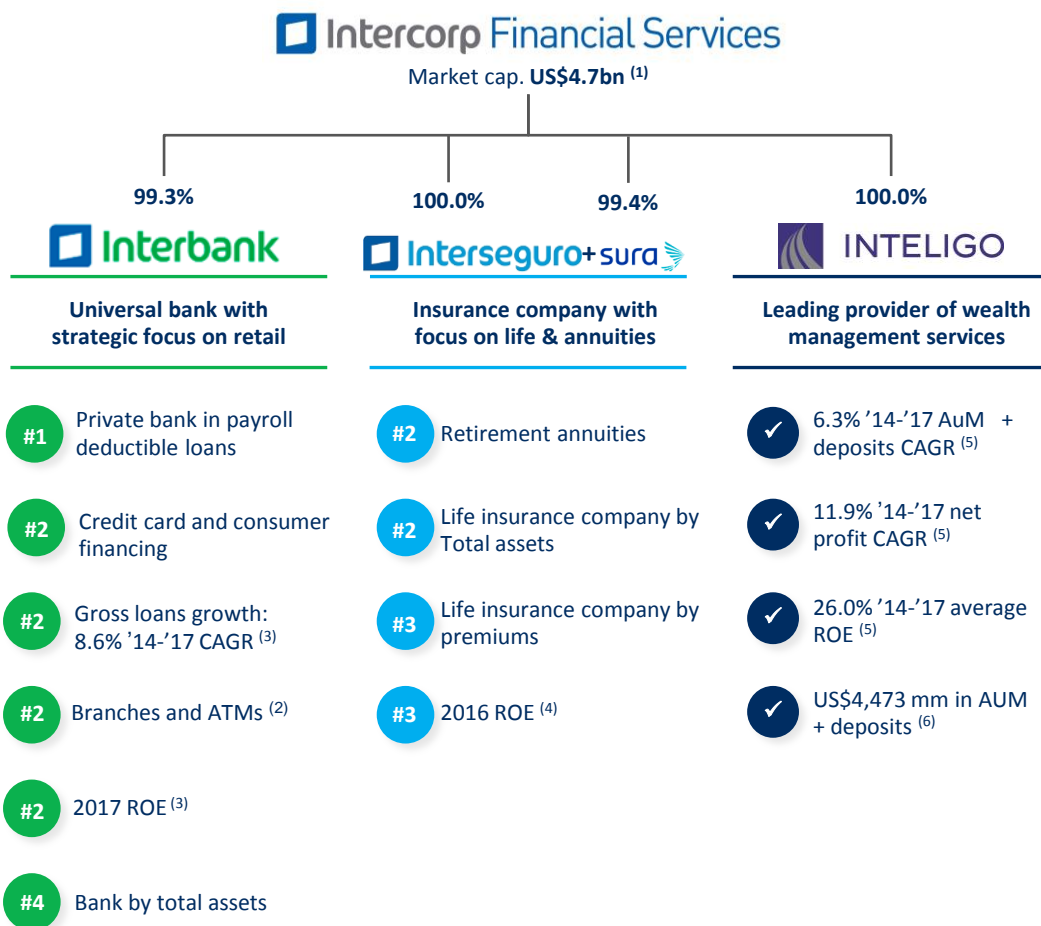 Intercorp Financial Services
Market cap. US$4.7bn (1)
99.3%
100.0%
99.4%
100.0%
Interbank
Interseguro+sura
INTELIGO
Universal bank with
strategic focus on retail
Insurance company with
focus on life & annuities
Leading provider of wealth
management services
#1
Private bank in payroll
deductible loans
#2
Credit card and consumer
financing
#2
Gross loans growth:
8.6% ’14-’17 CAGR (3)
#2
Branches and ATMs (2)
#2
2017 ROE (3)
#4
Bank by total assets
#2
Retirement annuities
#2
Life insurance company by
Total assets
#3
Life insurance company by
premiums
#3
2016 ROE (4)
✓
6.3% ’14-’17 AuM +
deposits CAGR (5)
✓
11.9% ’14-’17 net
profit CAGR (5)
✓
26.0% ’14-’17 average
ROE (5)
✓
US$4,473 mm in AUM
+ deposits (6)